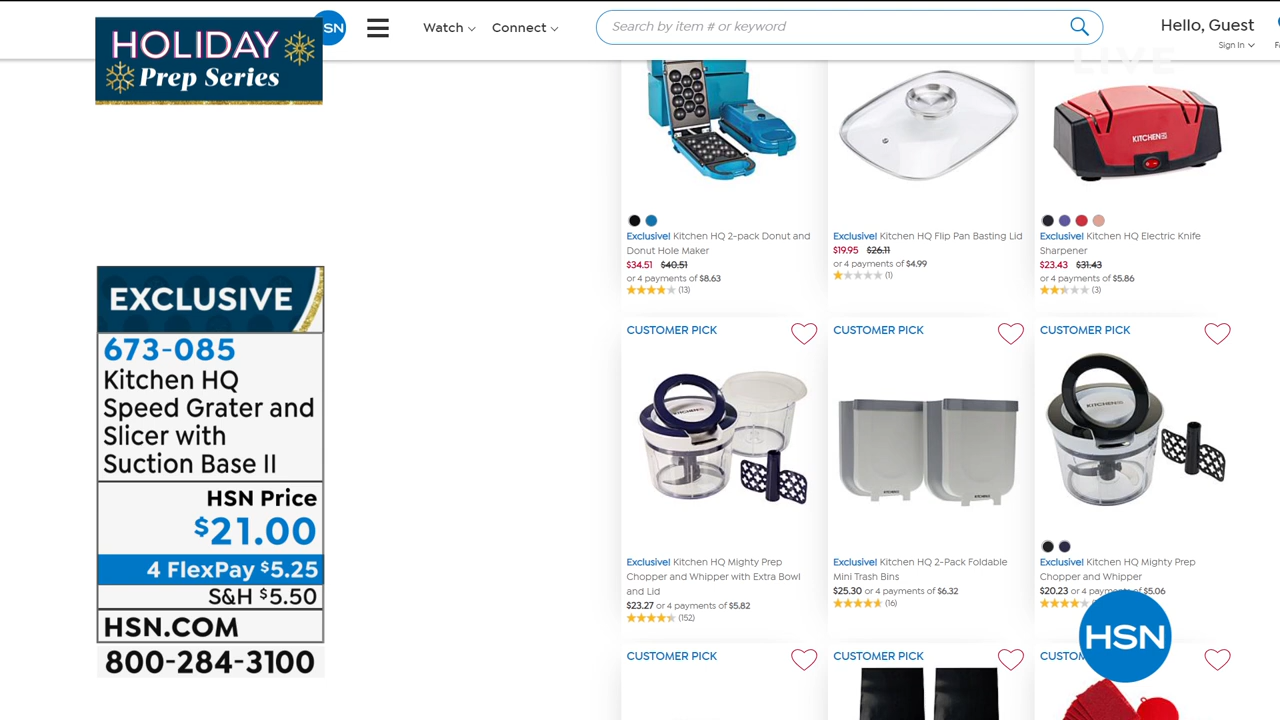 HOLIDAY
Prep Series
SN
Watch
Connect
Search by item # or keyword
Hello, Guest
Sign In
LIVE
KITCHEN
Exclusive! Kitchen HQ 2-pack Donut and
Donut Hole Maker
$34.51 $40.51
or 4 payments of $8.63
(13)
Exclusive! Kitchen HQ Flip Pan Basting Lid
$19.95 $26.11
or 4 payments of $4.99
(1)
Exclusive! Kitchen HQ Electric Knife
Sharpener
$23.43 $31.43
or 4 payments of $5.86
(3)
EXCLUSIVE
673-085
Kitchen HQ
Speed Grater and
Slicer with
Suction Base II
HSN Price
$21.00
4 FlexPay $5.25
S&H $5.50
HSN.COM
800-284-3100
CUSTOMER PICK
KITCHEN
Exclusive! Kitchen HQ Mighty Prep
Chopper and Whipper with Extra Bowl
and Lid
$23.27 or 4 payments of $5.82
(152)
CUSTOMER PICK
Exclusive! Kitchen HQ 2-Pack Foldable
Mini Trash Bins
$25.30 or 4 payments of $6.32
(16)
CUSTOMER PICK
KITCHEN
Exclusive! Kitchen HQ Mighty Prep
Chopper and Whipper
$20.23 or 4 payments of $5.06
HSN
CUSTOMER PICK
CUSTOMER PICK
CUSTOM